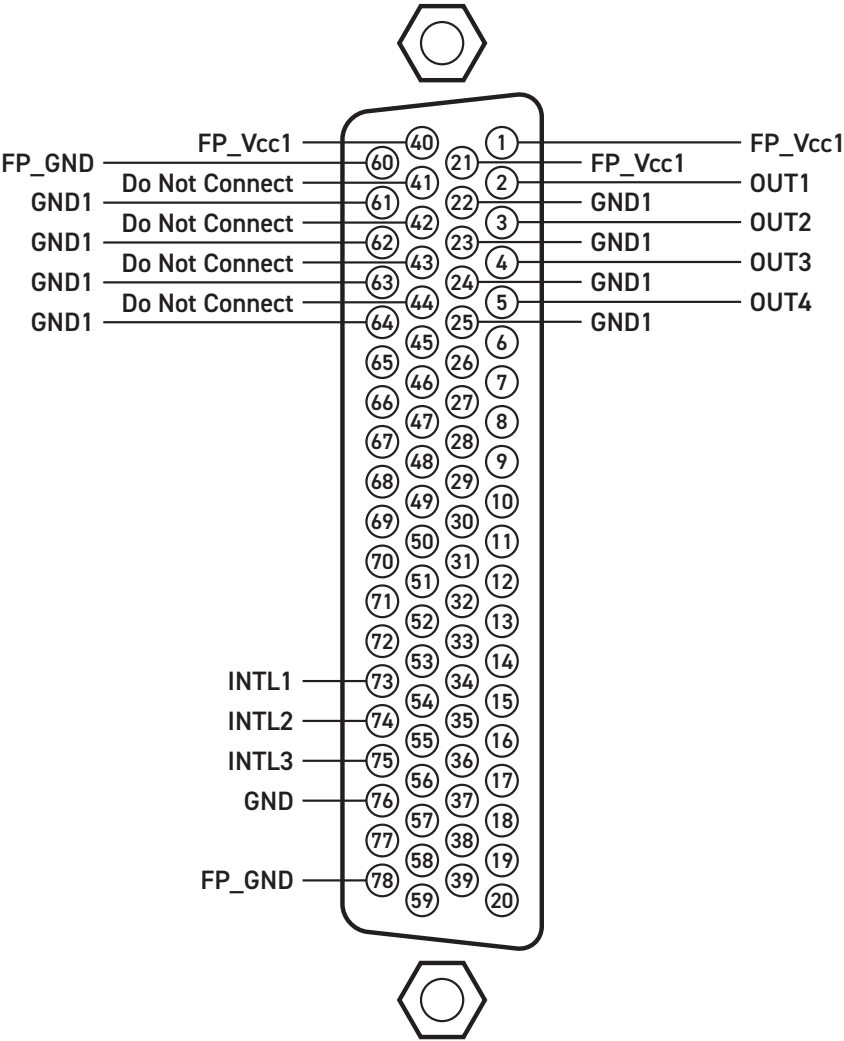 FP_Vcc1 40 1 FP_Vcc1
FP_GND 60 21 FP_Vcc1
Do Not Connect 41 2 OUT1
GND1 61 22 GND1
Do Not Connect 42 3 OUT2
GND1 62 23 GND1
Do Not Connect 43 4 OUT3
GND1 63 24 GND1
Do Not Connect 44 5 OUT4
GND1 64 25 GND1
45 6
65 26
46 7
66 27
47 8
67 28
48 9
68 29
49 10
69 30
50 11
70 31
51 12
71 32
52 13
72 33
53 14
INTL1 73 34
54 15
INTL2 74 35
55 16
INTL3 75 36
56 17
GND 76 37
57 18
77 38
58 19
FP_GND 78 39
59 20